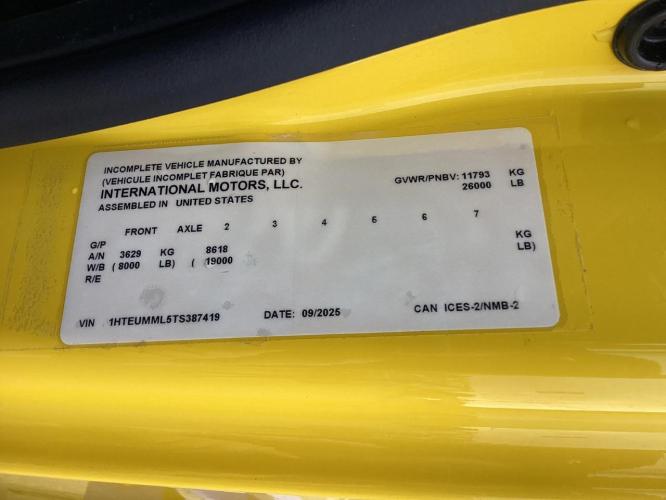 INCOMPLETE VEHICLE MANUFACTURED BY
(VEHICULE INCOMPLET FABRIQUE PAR)
INTERNATIONAL MOTORS, LLC.
ASSEMBLED IN UNITED STATES
GVWR/PNBV: 11793 KG
26000 LB
FRONT AXLE 2 3 4 5 6 7
G/P
A/N 3629 KG 8618 KG
W/B ( 8000 LB) ( 19000 LB)
R/E
VIN 1HTEUMML5TS387419 DATE: 09/2025 CAN ICES-2/NMB-2